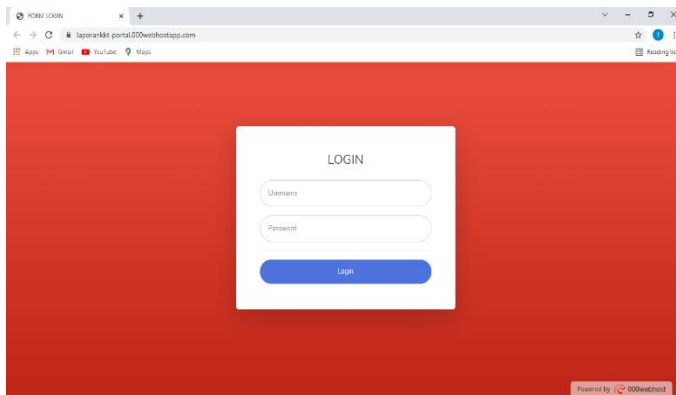 FORM LOGIN
laporankkt-portal.000webhostapp.com
Apps Gmail YouTube Maps Reading list
LOGIN
Username
Password
Login
Powered by 000webhost